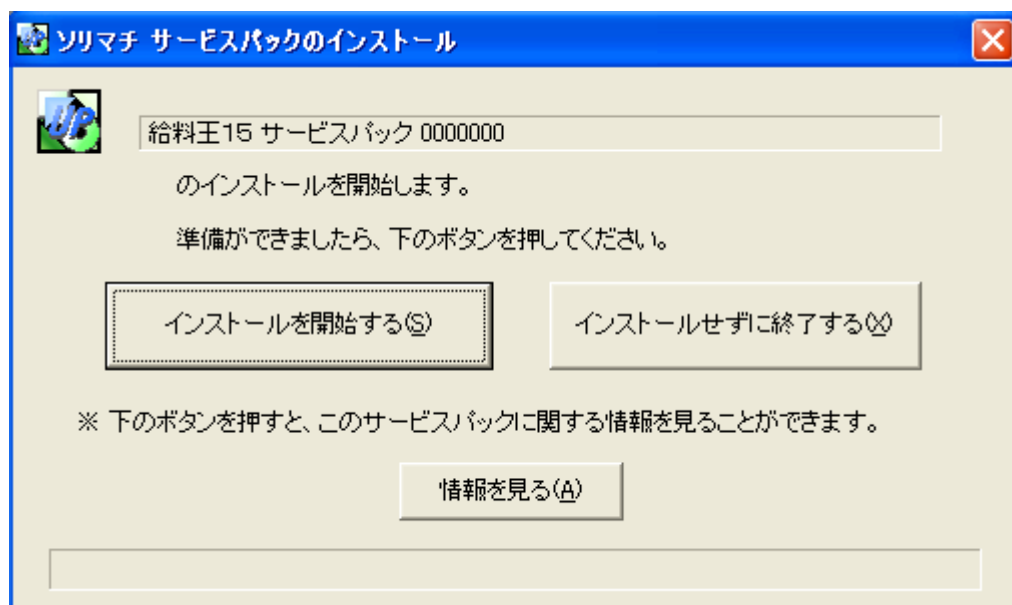 ソリマチ サービスパックのインストール
UP
給料王15 サービスパック 0000000
のインストールを開始します。
準備ができましたら、下のボタンを押してください。
インストールを開始する(S)
インストールせずに終了する(X)
※ 下のボタンを押すと、このサービスパックに関する情報を見ることができます。
情報を見る(A)